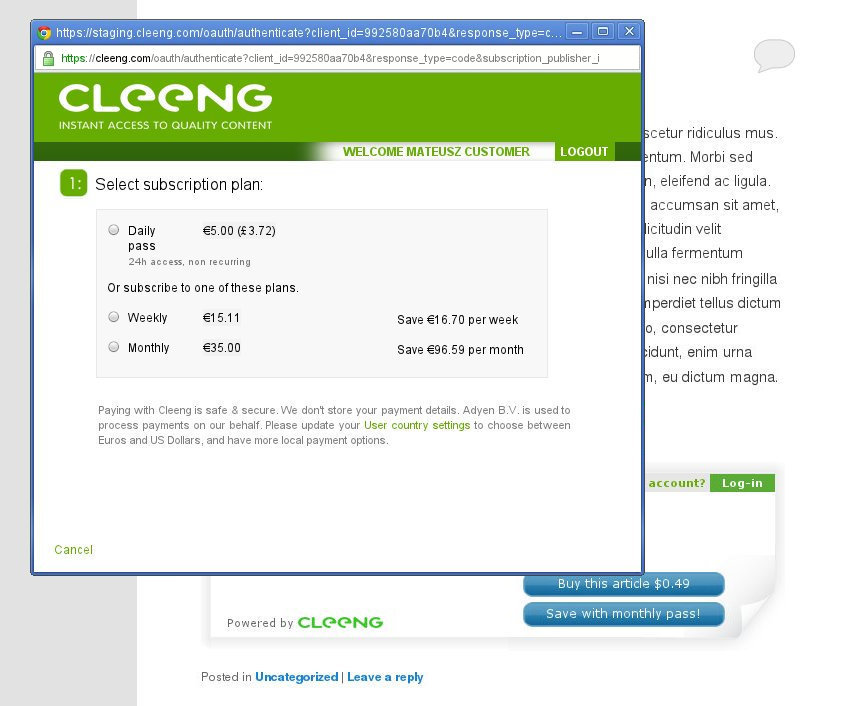 https://staging.cleeng.com/oauth/authenticate?client_id=992580aa70b4&response_type=c...
https://cleeng.com/oauth/authenticate?client_id=992580aa70b4&response_type=code&subscription_publisher_i
CLEENG
INSTANT ACCESS TO QUALITY CONTENT
WELCOME MATEUSZ CUSTOMER LOGOUT
1: Select subscription plan:
Daily pass €5.00 (£3.72)
24h access, non recurring
Or subscribe to one of these plans.
Weekly €15.11 Save €16.70 per week
Monthly €35.00 Save €96.59 per month
Paying with Cleeng is safe & secure. We don't store your payment details. Adyen B.V. is used to
process payments on our behalf. Please update your User country settings to choose between
Euros and US Dollars, and have more local payment options.
Cancel
scetur ridiculus mus.
entum. Morbi sed
n, eleifend ac ligula.
accumsan sit amet,
licitudin velit
ulla fermentum
nisi nec nibh fringilla
mperdiet tellus dictum
o, consectetur
cidunt, enim urna
m, eu dictum magna.
account? Log-in
Buy this article $0.49
Save with monthly pass!
Powered by CLEENG
Posted in Uncategorized | Leave a reply